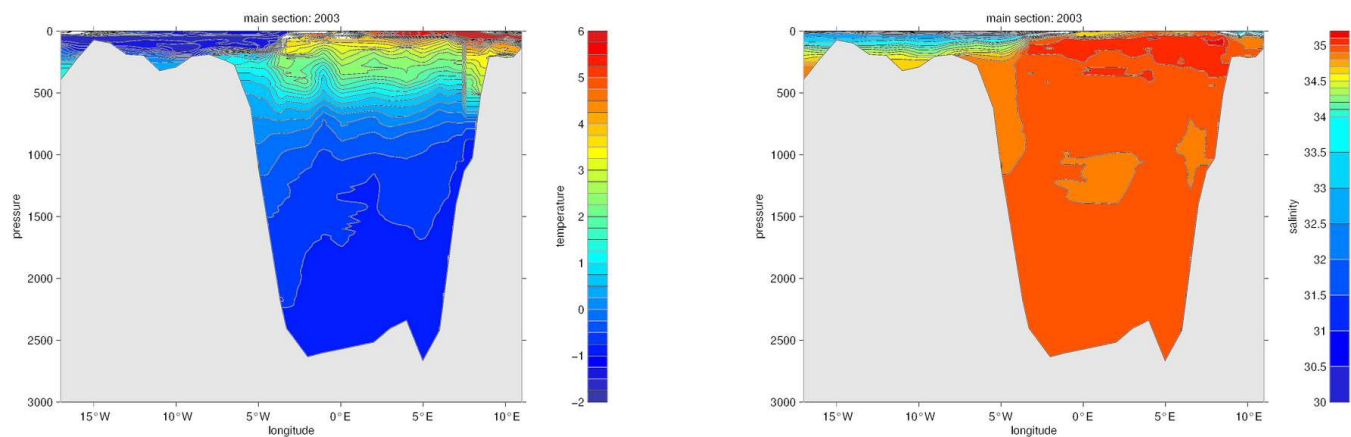 main section: 2003
0
500
1000
1500
2000
2500
3000
pressure
15°W
10°W
5°W
0°E
5°E
10°E
longitude
6
5
4
3
2
1
0
−1
−2
temperature
main section: 2003
0
500
1000
1500
2000
2500
3000
pressure
15°W
10°W
5°W
0°E
5°E
10°E
longitude
35
34.5
34
33.5
33
32.5
32
31.5
31
30.5
30
salinity